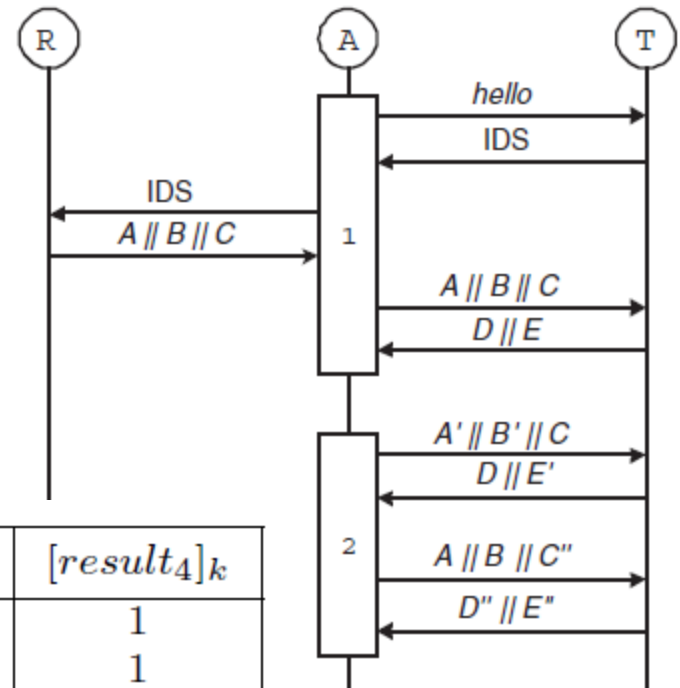 R A T
hello
IDS
IDS
A || B || C
1
A || B || C
D || E
A' || B' || C
D || E'
2
A || B || C"
D" || E"
[result₄]ₖ
1
1